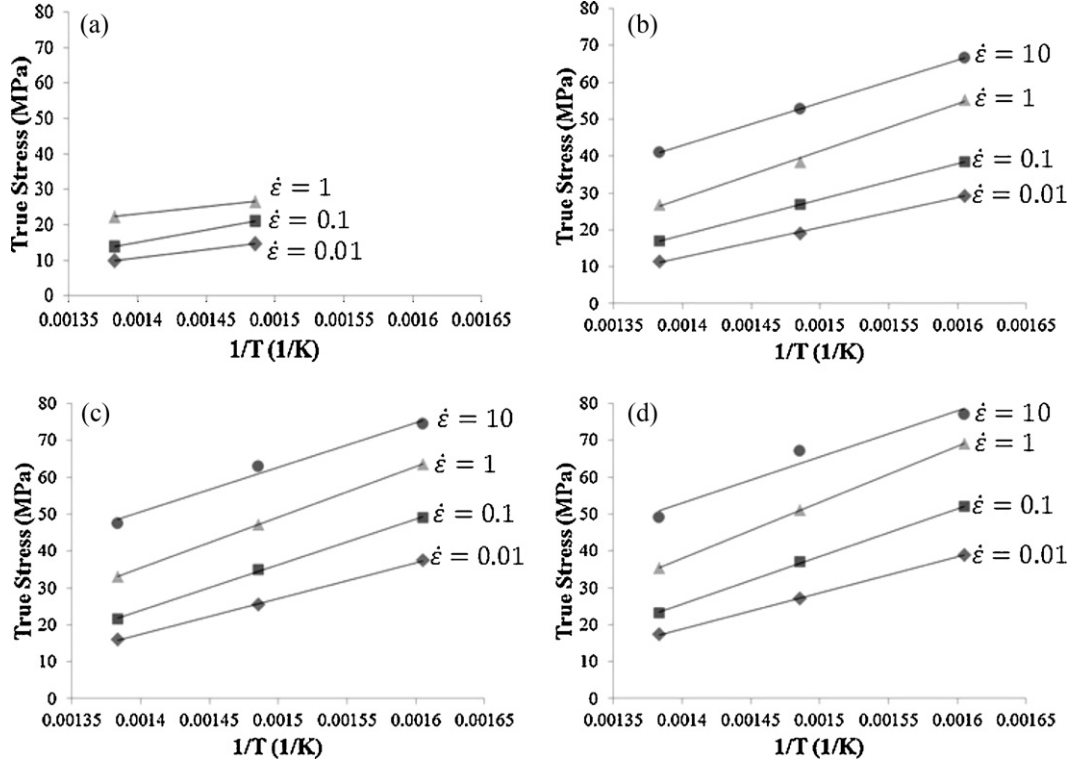 (a)
True Stress (MPa)
80
70
60
50
40
30
20
10
0
ε̇ = 1
ε̇ = 0.1
ε̇ = 0.01
0.00135 0.0014 0.00145 0.0015 0.00155 0.0016 0.00165
1/T (1/K)
(b)
True Stress (MPa)
80
70
60
50
40
30
20
10
0
ε̇ = 10
ε̇ = 1
ε̇ = 0.1
ε̇ = 0.01
0.00135 0.0014 0.00145 0.0015 0.00155 0.0016 0.00165
1/T (1/K)
(c)
True Stress (MPa)
80
70
60
50
40
30
20
10
0
ε̇ = 10
ε̇ = 1
ε̇ = 0.1
ε̇ = 0.01
0.00135 0.0014 0.00145 0.0015 0.00155 0.0016 0.00165
1/T (1/K)
(d)
True Stress (MPa)
80
70
60
50
40
30
20
10
0
ε̇ = 10
ε̇ = 1
ε̇ = 0.1
ε̇ = 0.01
0.00135 0.0014 0.00145 0.0015 0.00155 0.0016 0.00165
1/T (1/K)